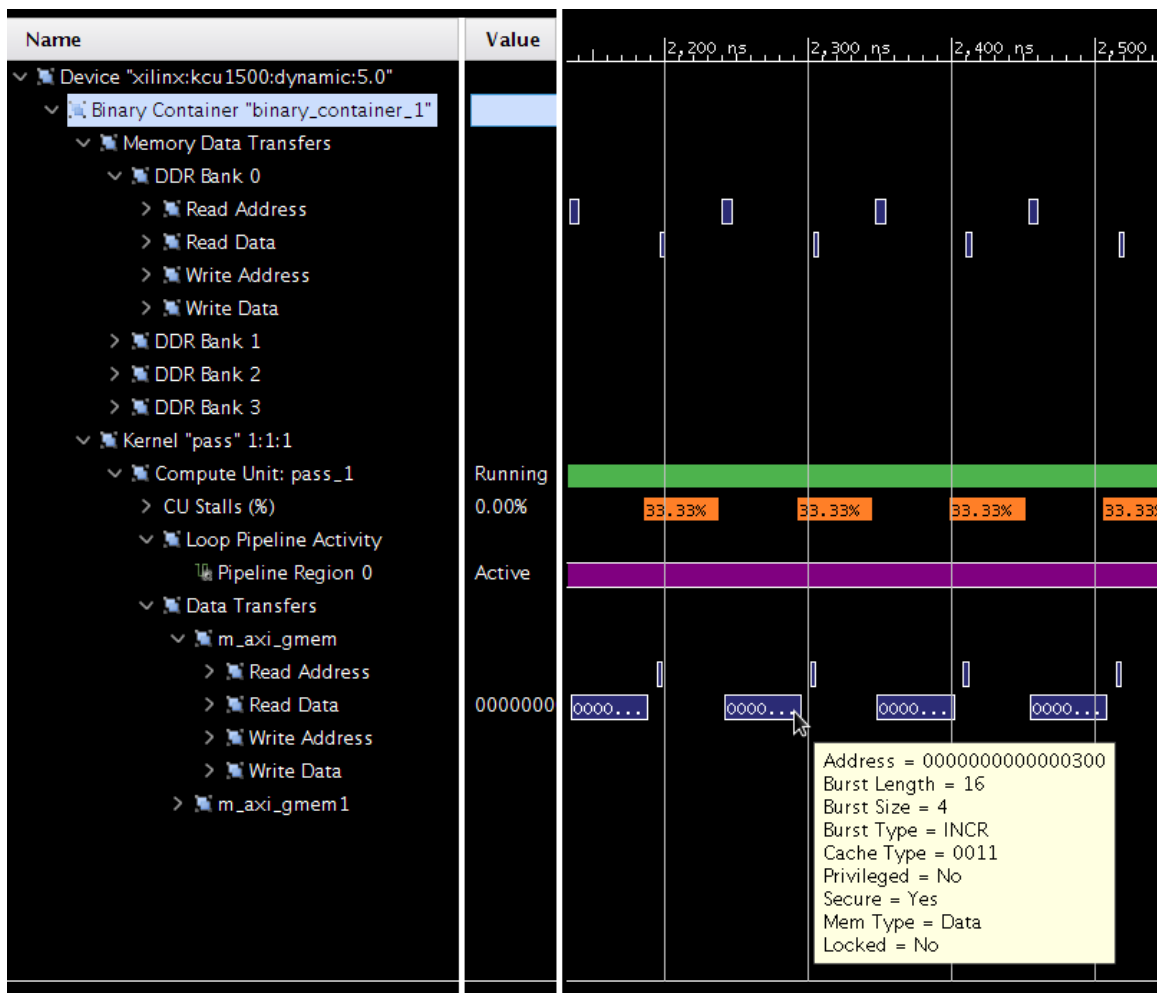 Name Value
2,200 ns 2,300 ns 2,400 ns 2,500
Device "xilinx:kcu1500:dynamic:5.0"
Binary Container "binary_container_1"
Memory Data Transfers
DDR Bank 0
Read Address
Read Data
Write Address
Write Data
DDR Bank 1
DDR Bank 2
DDR Bank 3
Kernel "pass" 1:1:1
Compute Unit: pass_1 Running
CU Stalls (%) 0.00% 33.33% 33.33% 33.33% 33.33
Loop Pipeline Activity
Pipeline Region 0 Active
Data Transfers
m_axi_gmem
Read Address
Read Data 0000000 0000... 0000... 0000... 0000...
Write Address
Write Data
m_axi_gmem1
Address = 0000000000000300
Burst Length = 16
Burst Size = 4
Burst Type = INCR
Cache Type = 0011
Privileged = No
Secure = Yes
Mem Type = Data
Locked = No